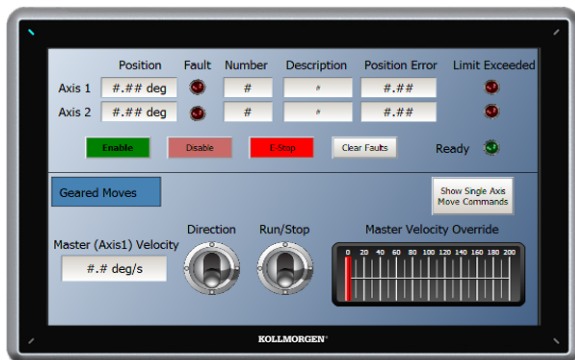 Position Fault Number Description Position Error Limit Exceeded
Axis 1 #.## deg # # #.##
Axis 2 #.## deg # # #.##
Enable Disable E-Stop Clear Faults Ready
Geared Moves
Show Single Axis
Move Commands
Direction Run/Stop Master Velocity Override
Master (Axis1) Velocity
#.# deg/s
0 20 40 60 80 100 120 140 160 180 200
KOLLMORGEN